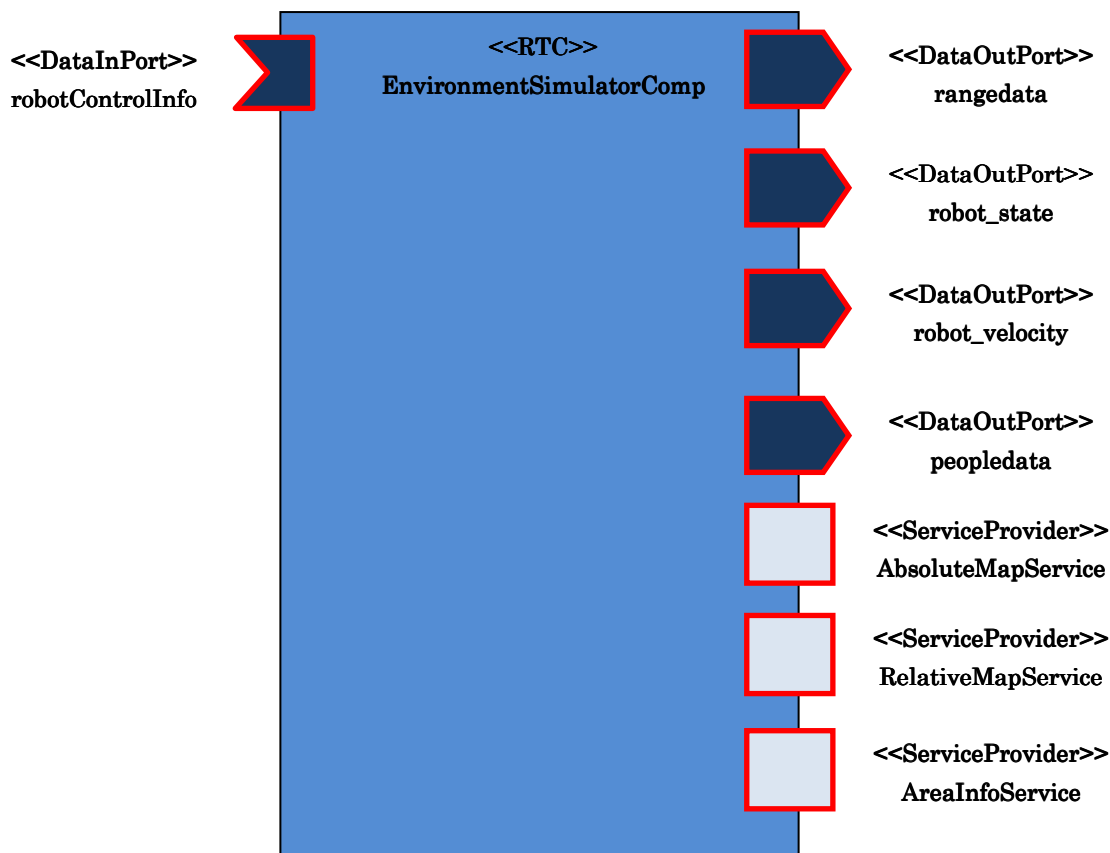 <<DataInPort>>
robotControlInfo
<<RTC>>
EnvironmentSimulatorComp
<<DataOutPort>>
rangedata
<<DataOutPort>>
robot_state
<<DataOutPort>>
robot_velocity
<<DataOutPort>>
peopledata
<<ServiceProvider>>
AbsoluteMapService
<<ServiceProvider>>
RelativeMapService
<<ServiceProvider>>
AreaInfoService